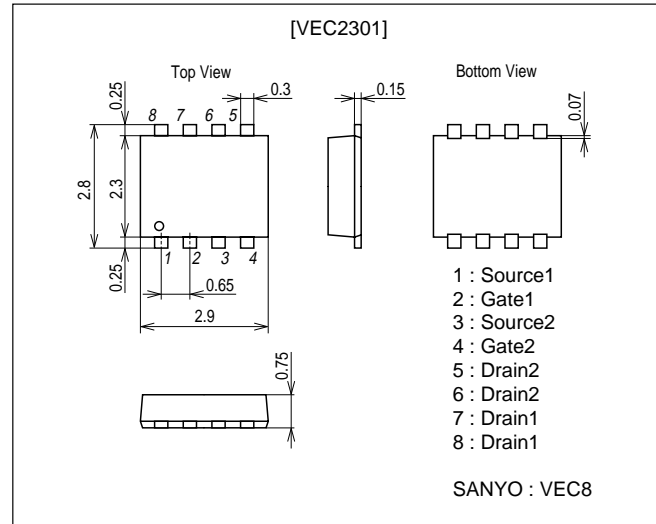 [VEC2301]
Top View
Bottom View
0.25
0.3
0.15
0.07
8 7 6 5
2.8
2.3
0.25
1 2 3 4
0.65
2.9
0.75
1 : Source1
2 : Gate1
3 : Source2
4 : Gate2
5 : Drain2
6 : Drain2
7 : Drain1
8 : Drain1
SANYO : VEC8